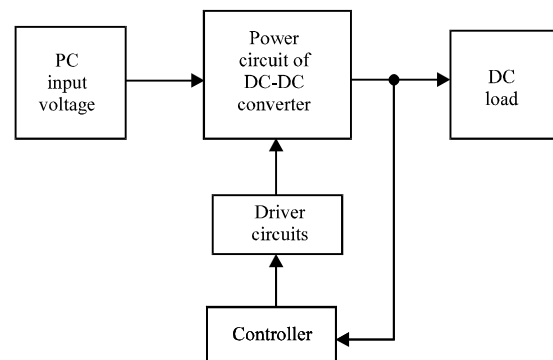 PC
input
voltage
Power
circuit of
DC-DC
converter
DC
load
Driver
circuits
Controller